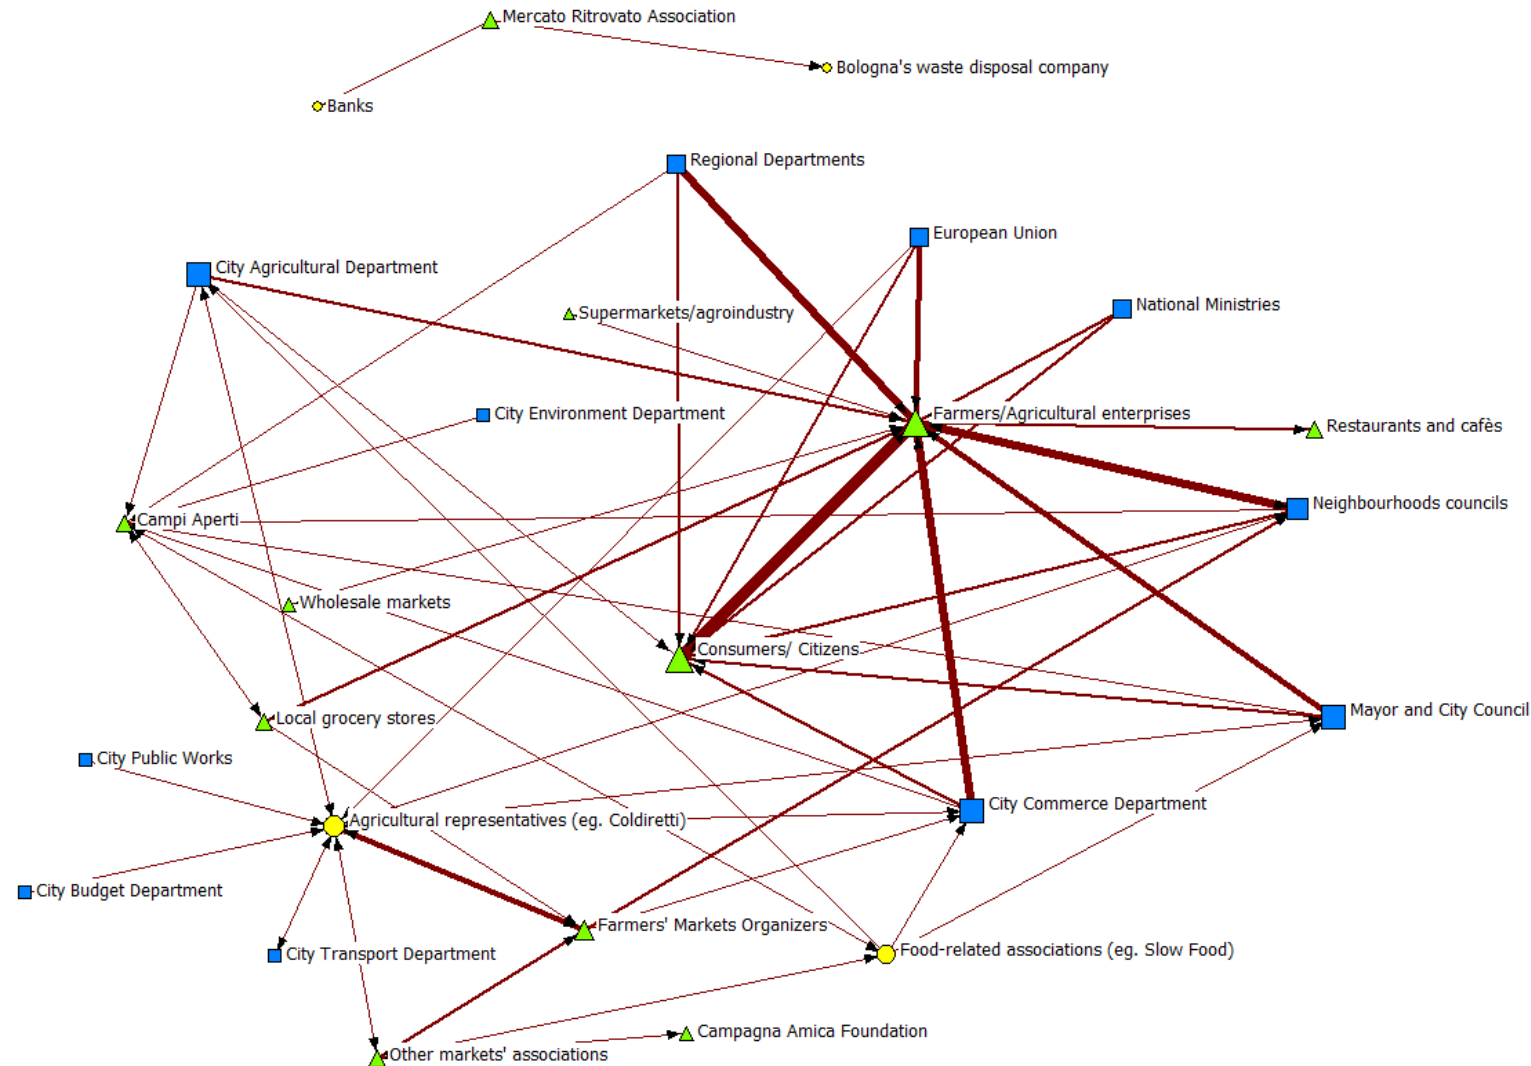 Mercato Ritrovato Association
Bologna's waste disposal company
Banks
Regional Departments
European Union
City Agricultural Department
National Ministries
Supermarkets/agroindustry
City Environment Department
Farmers/Agricultural enterprises
Restaurants and cafès
Neighbourhoods councils
Campi Aperti
Wholesale markets
Consumers/ Citizens
Mayor and City Council
Local grocery stores
City Public Works
City Commerce Department
Agricultural representatives (eg. Coldiretti)
City Budget Department
Farmers' Markets Organizers
Food-related associations (eg. Slow Food)
City Transport Department
Campagna Amica Foundation
Other markets' associations